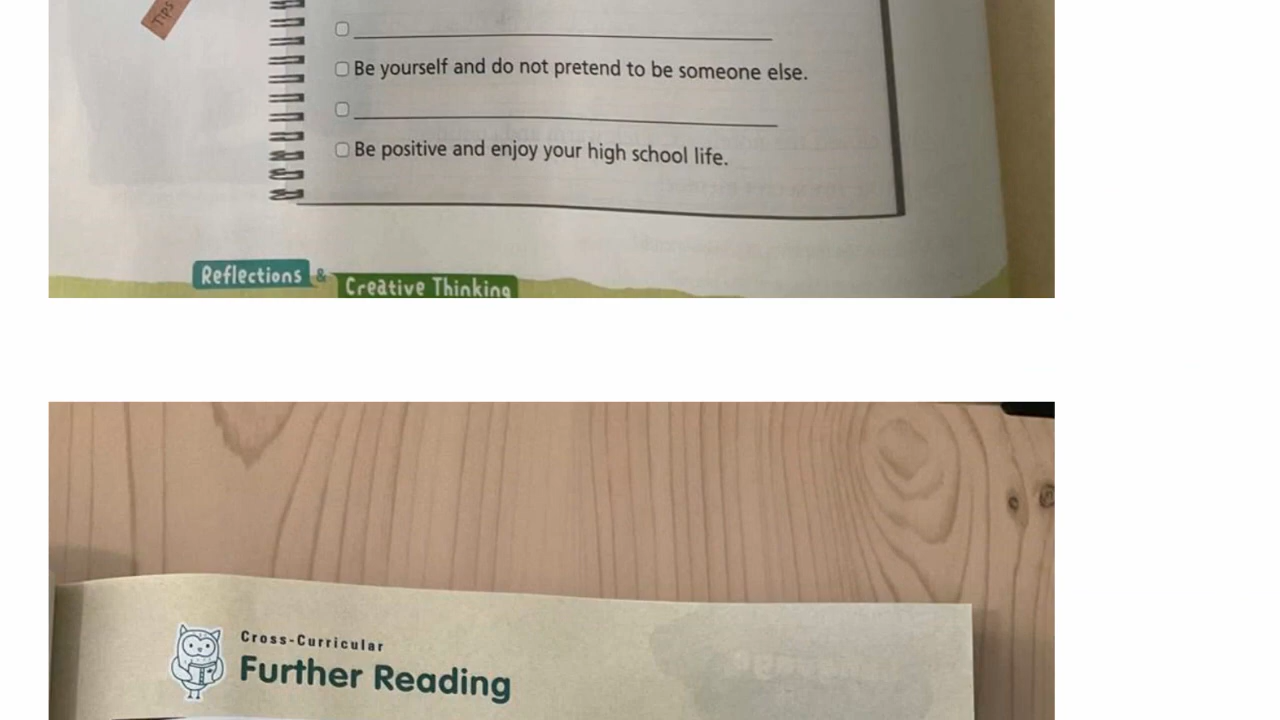 Tips
Be yourself and do not pretend to be someone else.
Be positive and enjoy your high school life.
Reflections & Creative Thinking
Cross-Curricular
Further Reading